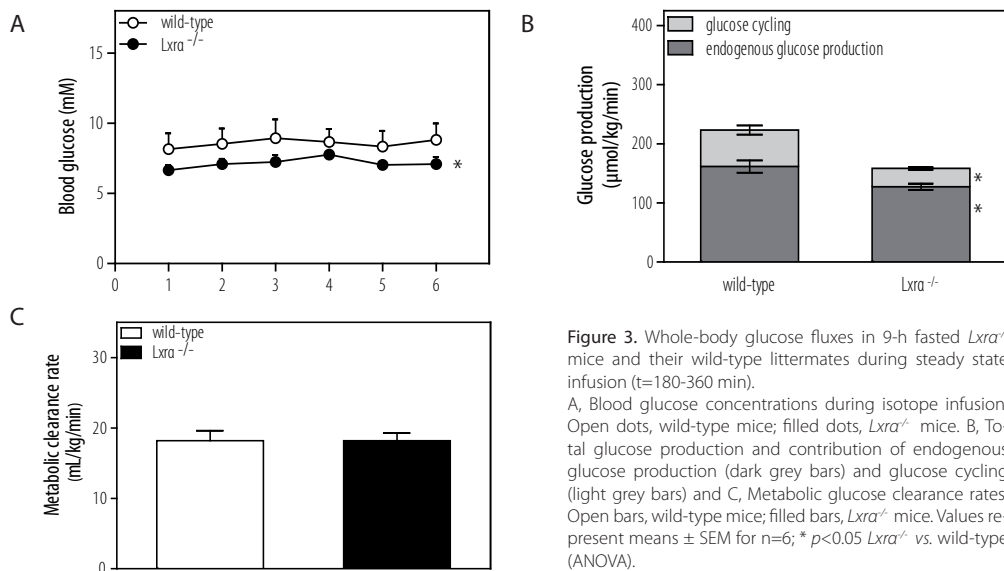 A
wild-type
Lxra -/-
Blood glucose (mM)
15
10
5
0
0 1 2 3 4 5 6
*
B
glucose cycling
endogenous glucose production
Glucose production
(µmol/kg/min)
400
300
200
100
0
*
*
wild-type Lxra -/-
C
wild-type
Lxra -/-
Metabolic clearance rate
(mL/kg/min)
30
20
10
0
Figure 3. Whole-body glucose fluxes in 9-h fasted Lxra-/-
mice and their wild-type littermates during steady state
infusion (t=180-360 min).
A, Blood glucose concentrations during isotope infusion
Open dots, wild-type mice; filled dots, Lxra-/- mice. B, To-
tal glucose production and contribution of endogenous
glucose production (dark grey bars) and glucose cycling
(light grey bars) and C, Metabolic glucose clearance rates
Open bars, wild-type mice; filled bars, Lxra-/- mice. Values re-
present means ± SEM for n=6; * p<0.05 Lxra-/- vs. wild-type
(ANOVA).